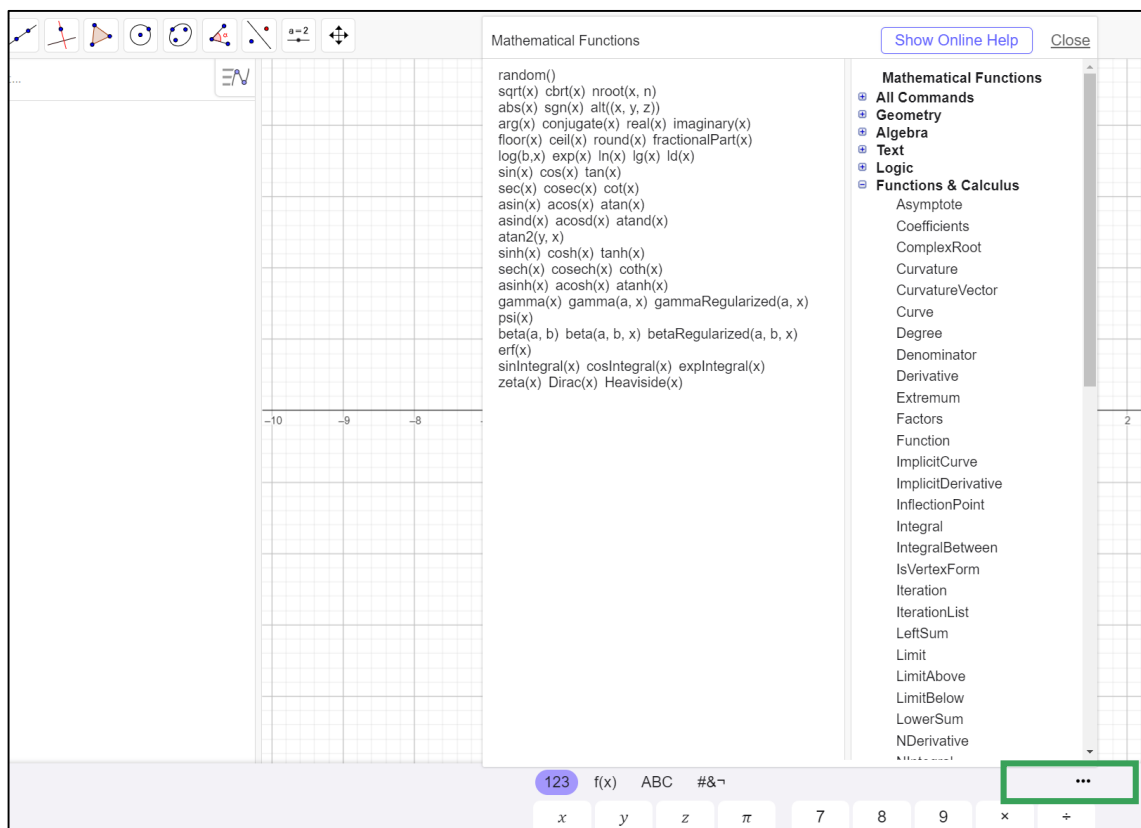 a=2
...
Mathematical Functions
Show Online Help
Close
random()
sqrt(x) cbrt(x) nroot(x, n)
abs(x) sgn(x) alt((x, y, z))
arg(x) conjugate(x) real(x) imaginary(x)
floor(x) ceil(x) round(x) fractionalPart(x)
log(b,x) exp(x) ln(x) lg(x) ld(x)
sin(x) cos(x) tan(x)
sec(x) cosec(x) cot(x)
asin(x) acos(x) atan(x)
asind(x) acosd(x) atand(x)
atan2(y, x)
sinh(x) cosh(x) tanh(x)
sech(x) cosech(x) coth(x)
asinh(x) acosh(x) atanh(x)
gamma(x) gamma(a, x) gammaRegularized(a, x)
psi(x)
beta(a, b) beta(a, b, x) betaRegularized(a, b, x)
erf(x)
sinIntegral(x) cosIntegral(x) expIntegral(x)
zeta(x) Dirac(x) Heaviside(x)
Mathematical Functions
All Commands
Geometry
Algebra
Text
Logic
Functions & Calculus
Asymptote
Coefficients
ComplexRoot
Curvature
CurvatureVector
Curve
Degree
Denominator
Derivative
Extremum
Factors
Function
ImplicitCurve
ImplicitDerivative
InflectionPoint
Integral
IntegralBetween
IsVertexForm
Iteration
IterationList
LeftSum
Limit
LimitAbove
LimitBelow
LowerSum
NDerivative
−10 −9 −8 2
123 f(x) ABC #&¬ •••
x y z π 7 8 9 × ÷